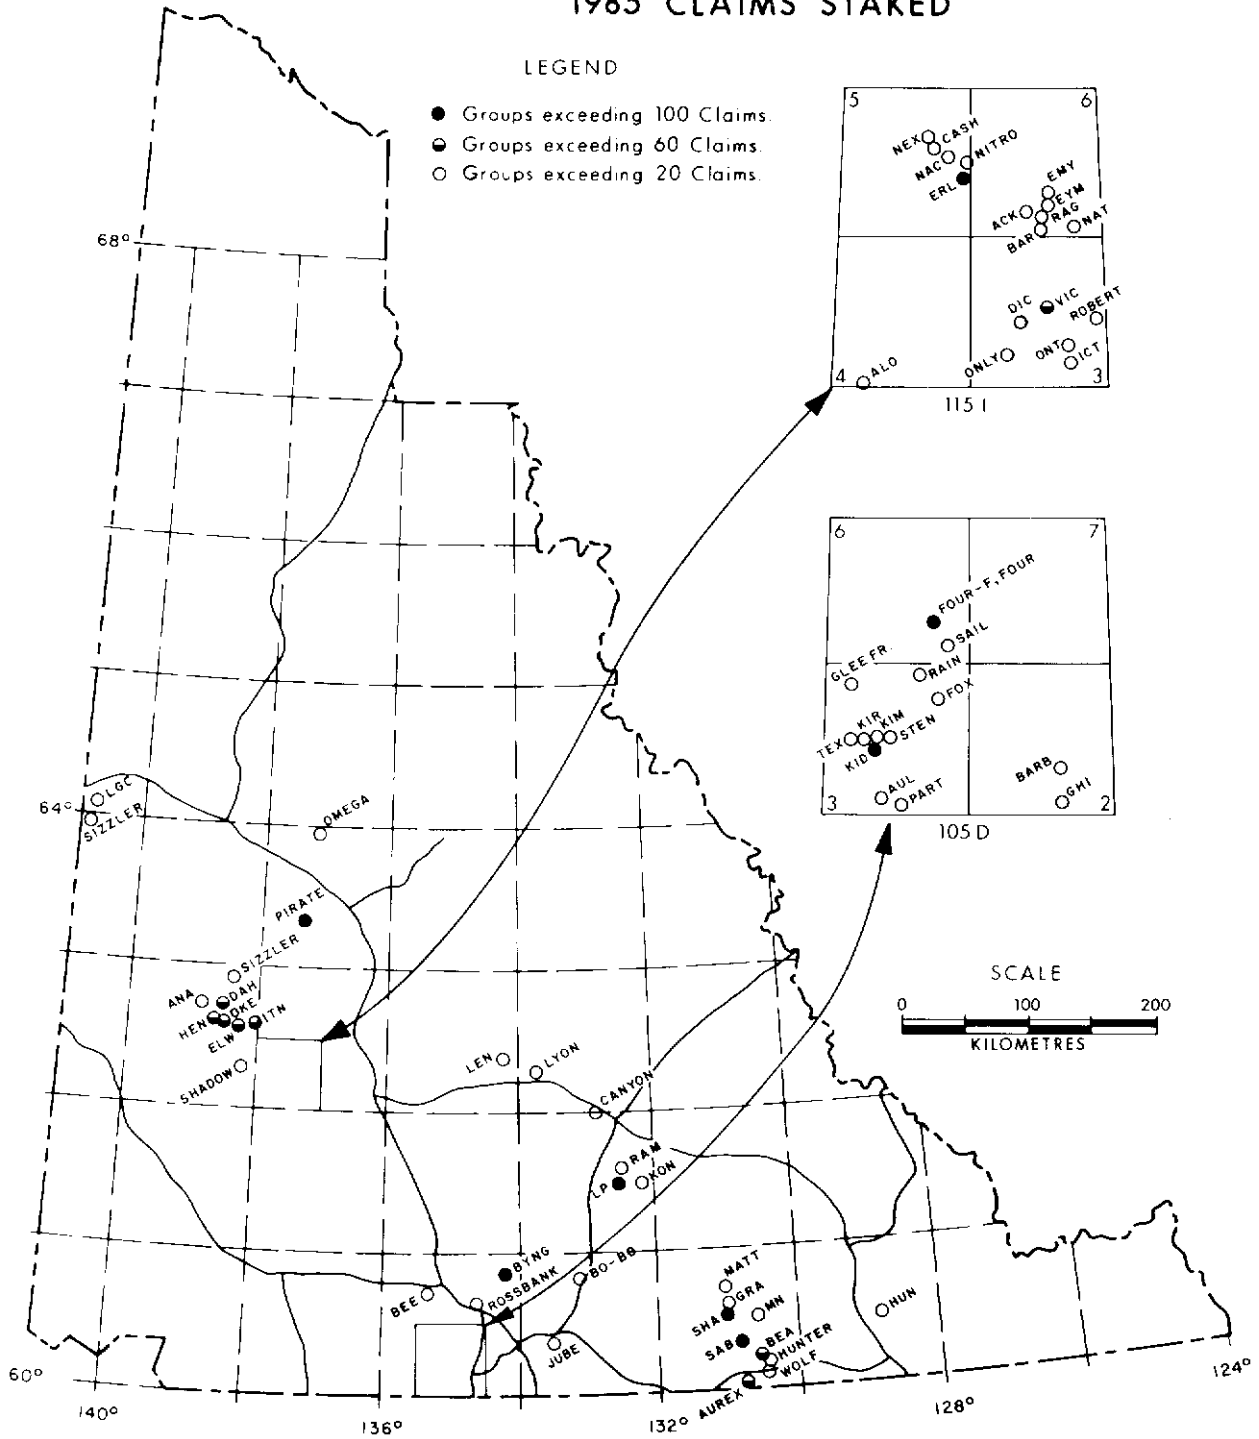 1985 CLAIMS STAKED
LEGEND
Groups exceeding 100 Claims.
Groups exceeding 60 Claims.
Groups exceeding 20 Claims.
5
6
NEX
CASH
NAC
NITRO
ERL
EMY
EYM
ACK
RAG
NAT
BAR
DIC
VIC
ROBERT
ONLY
ONT
ICT
ALO
4
3
115 I
6
7
FOUR-F, FOUR
SAIL
GLEE FR.
RAIN
FOX
KIR
KIM
TEX
STEN
KID
AUL
PART
BARB
GHI
3
2
105 D
SCALE
0 100 200
KILOMETRES
68°
64°
LGC
SIZZLER
OMEGA
PIRATE
SIZZLER
ANA
DAH
HEN
DKE
ELW
ITN
SHADOW
LEN
LYON
CANYON
RAM
LP
KON
BYNG
BO-BO
BEE
ROSSBANK
JUBE
MATT
GRA
SHA
MN
SAB
BEA
HUNTER
WOLF
AUREX
HUN
60°
140°
136°
132°
128°
124°